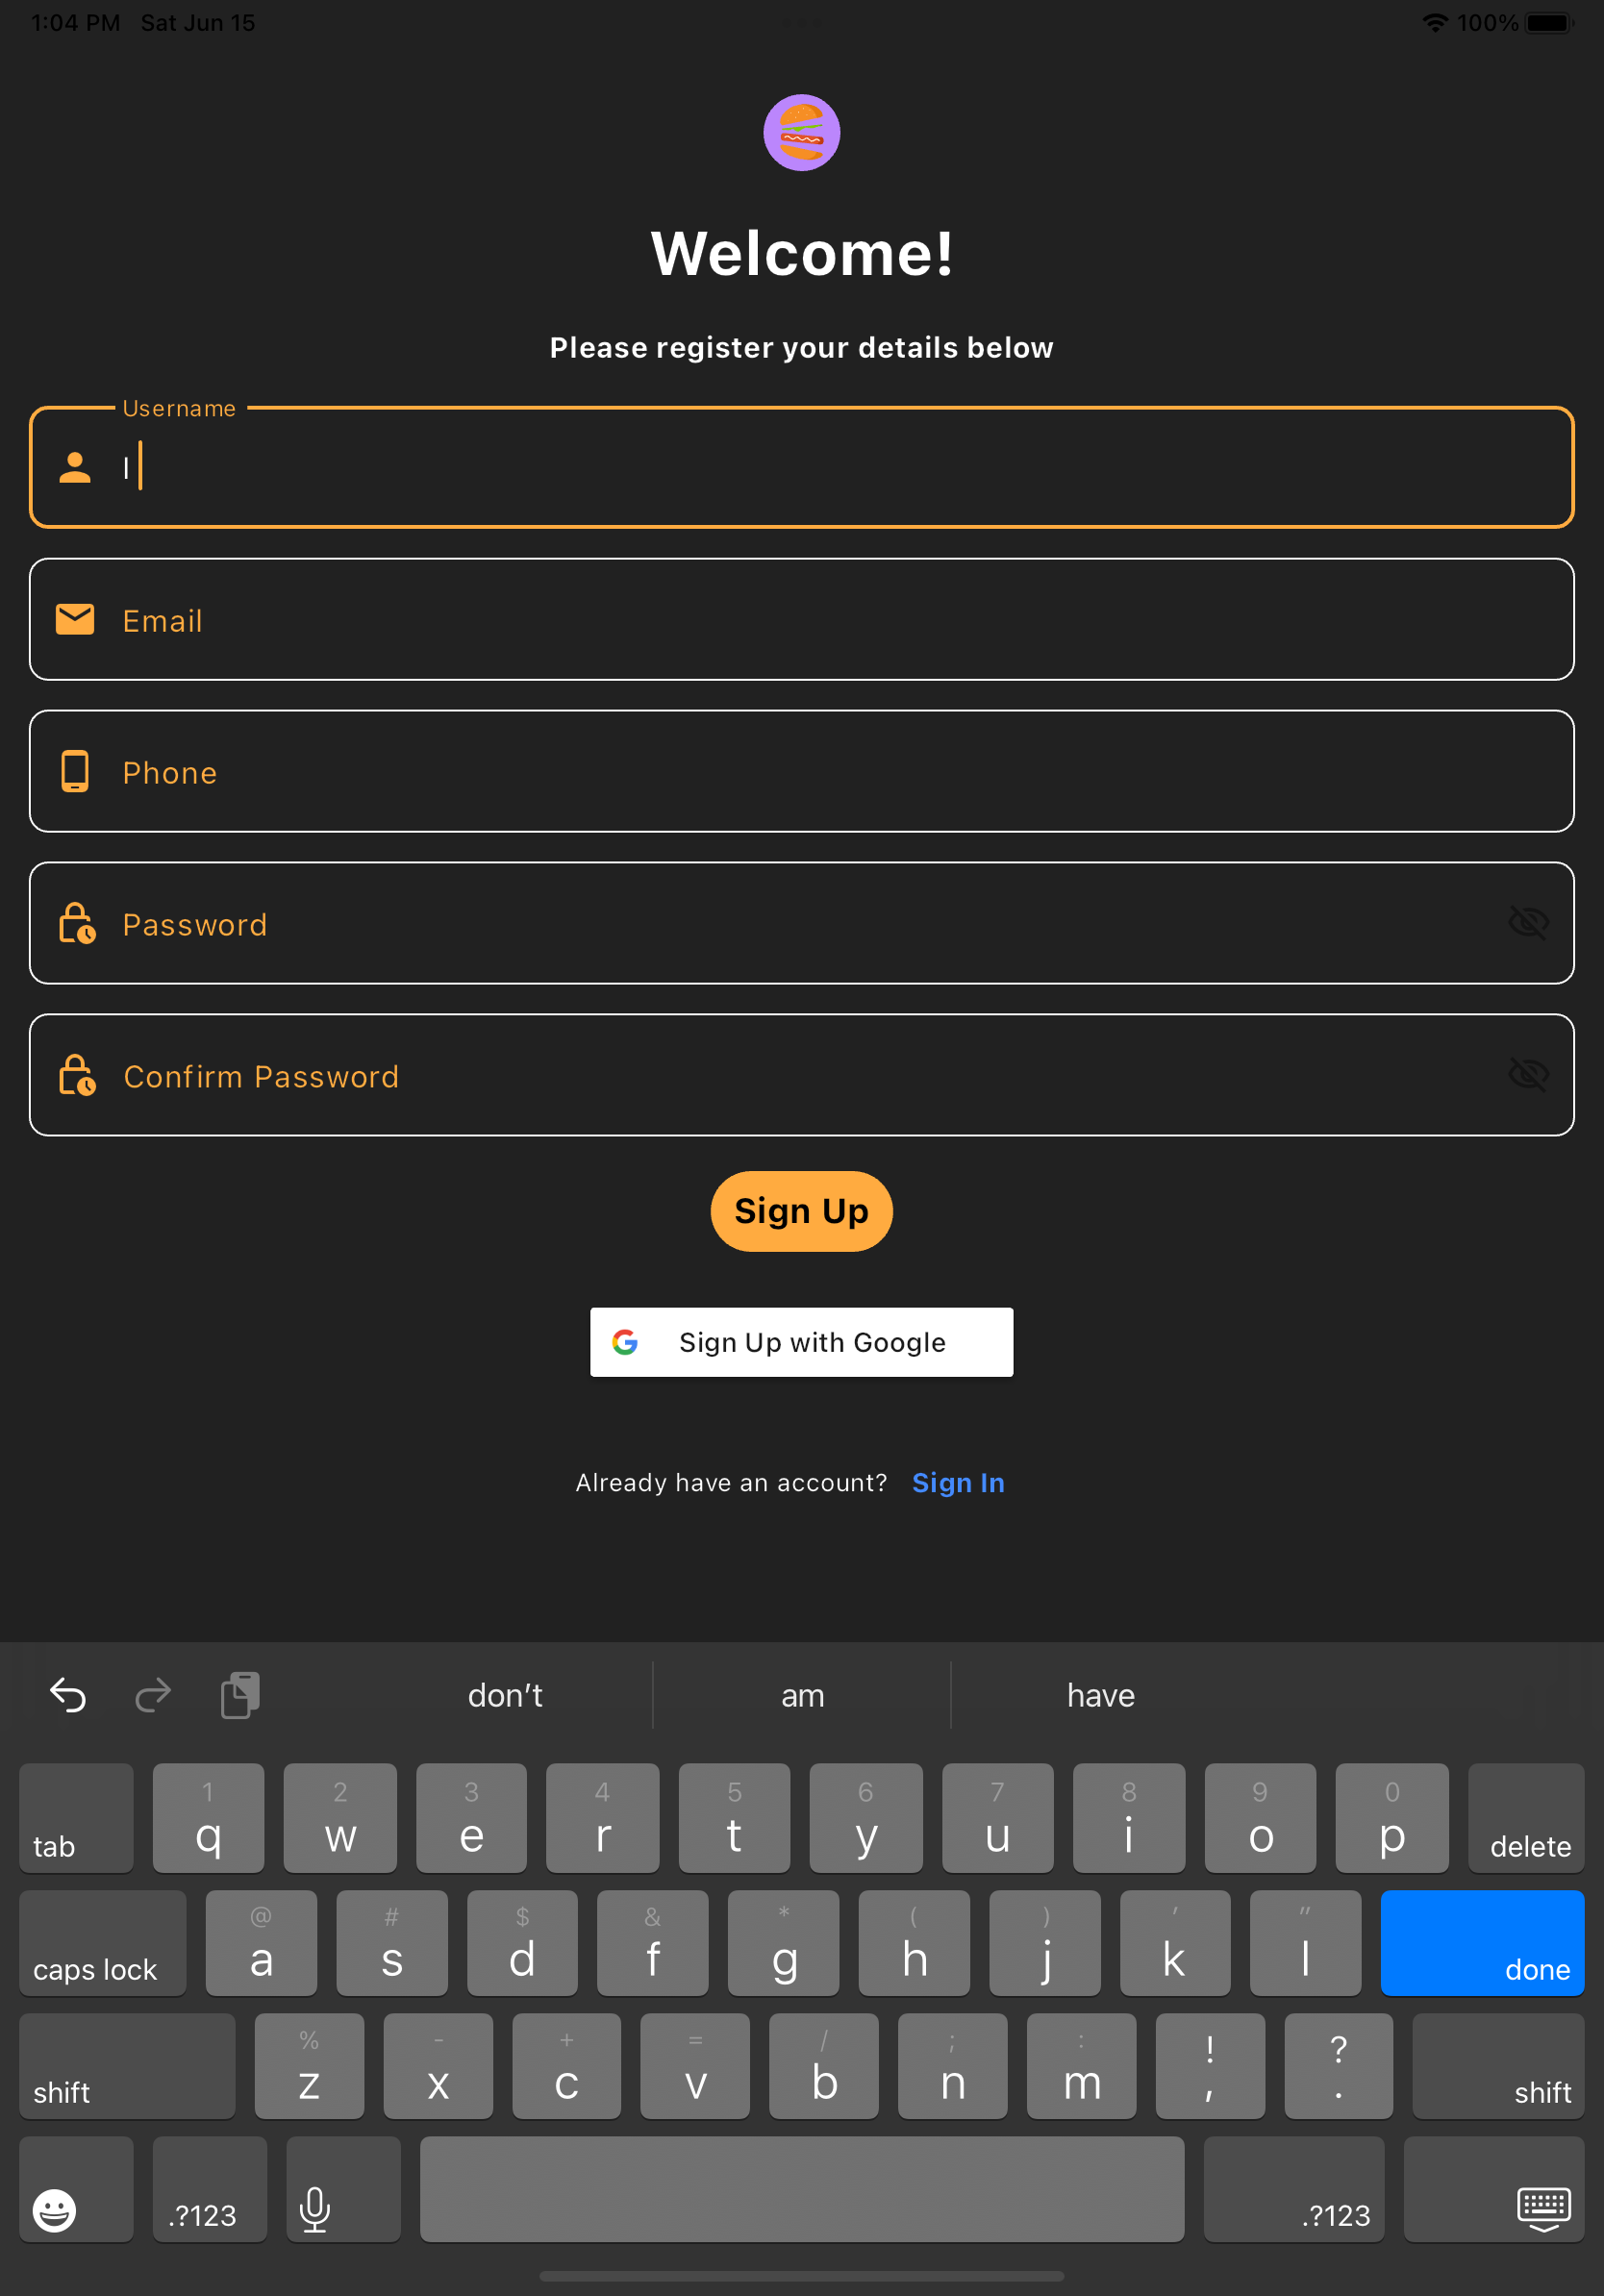 1:04 PM Sat Jun 15 100%
Welcome!
Please register your details below
Username
I
Email
Phone
Password
Confirm Password
Sign Up
Sign Up with Google
Already have an account? Sign In
don’t am have
1 2 3 4 5 6 7 8 9 0
tab q w e r t y u i o p delete
@ # $ & * ( ) ' "
caps lock a s d f g h j k l done
% - + = / ; : ! ?
shift z x c v b n m , . shift
.?123 .?123